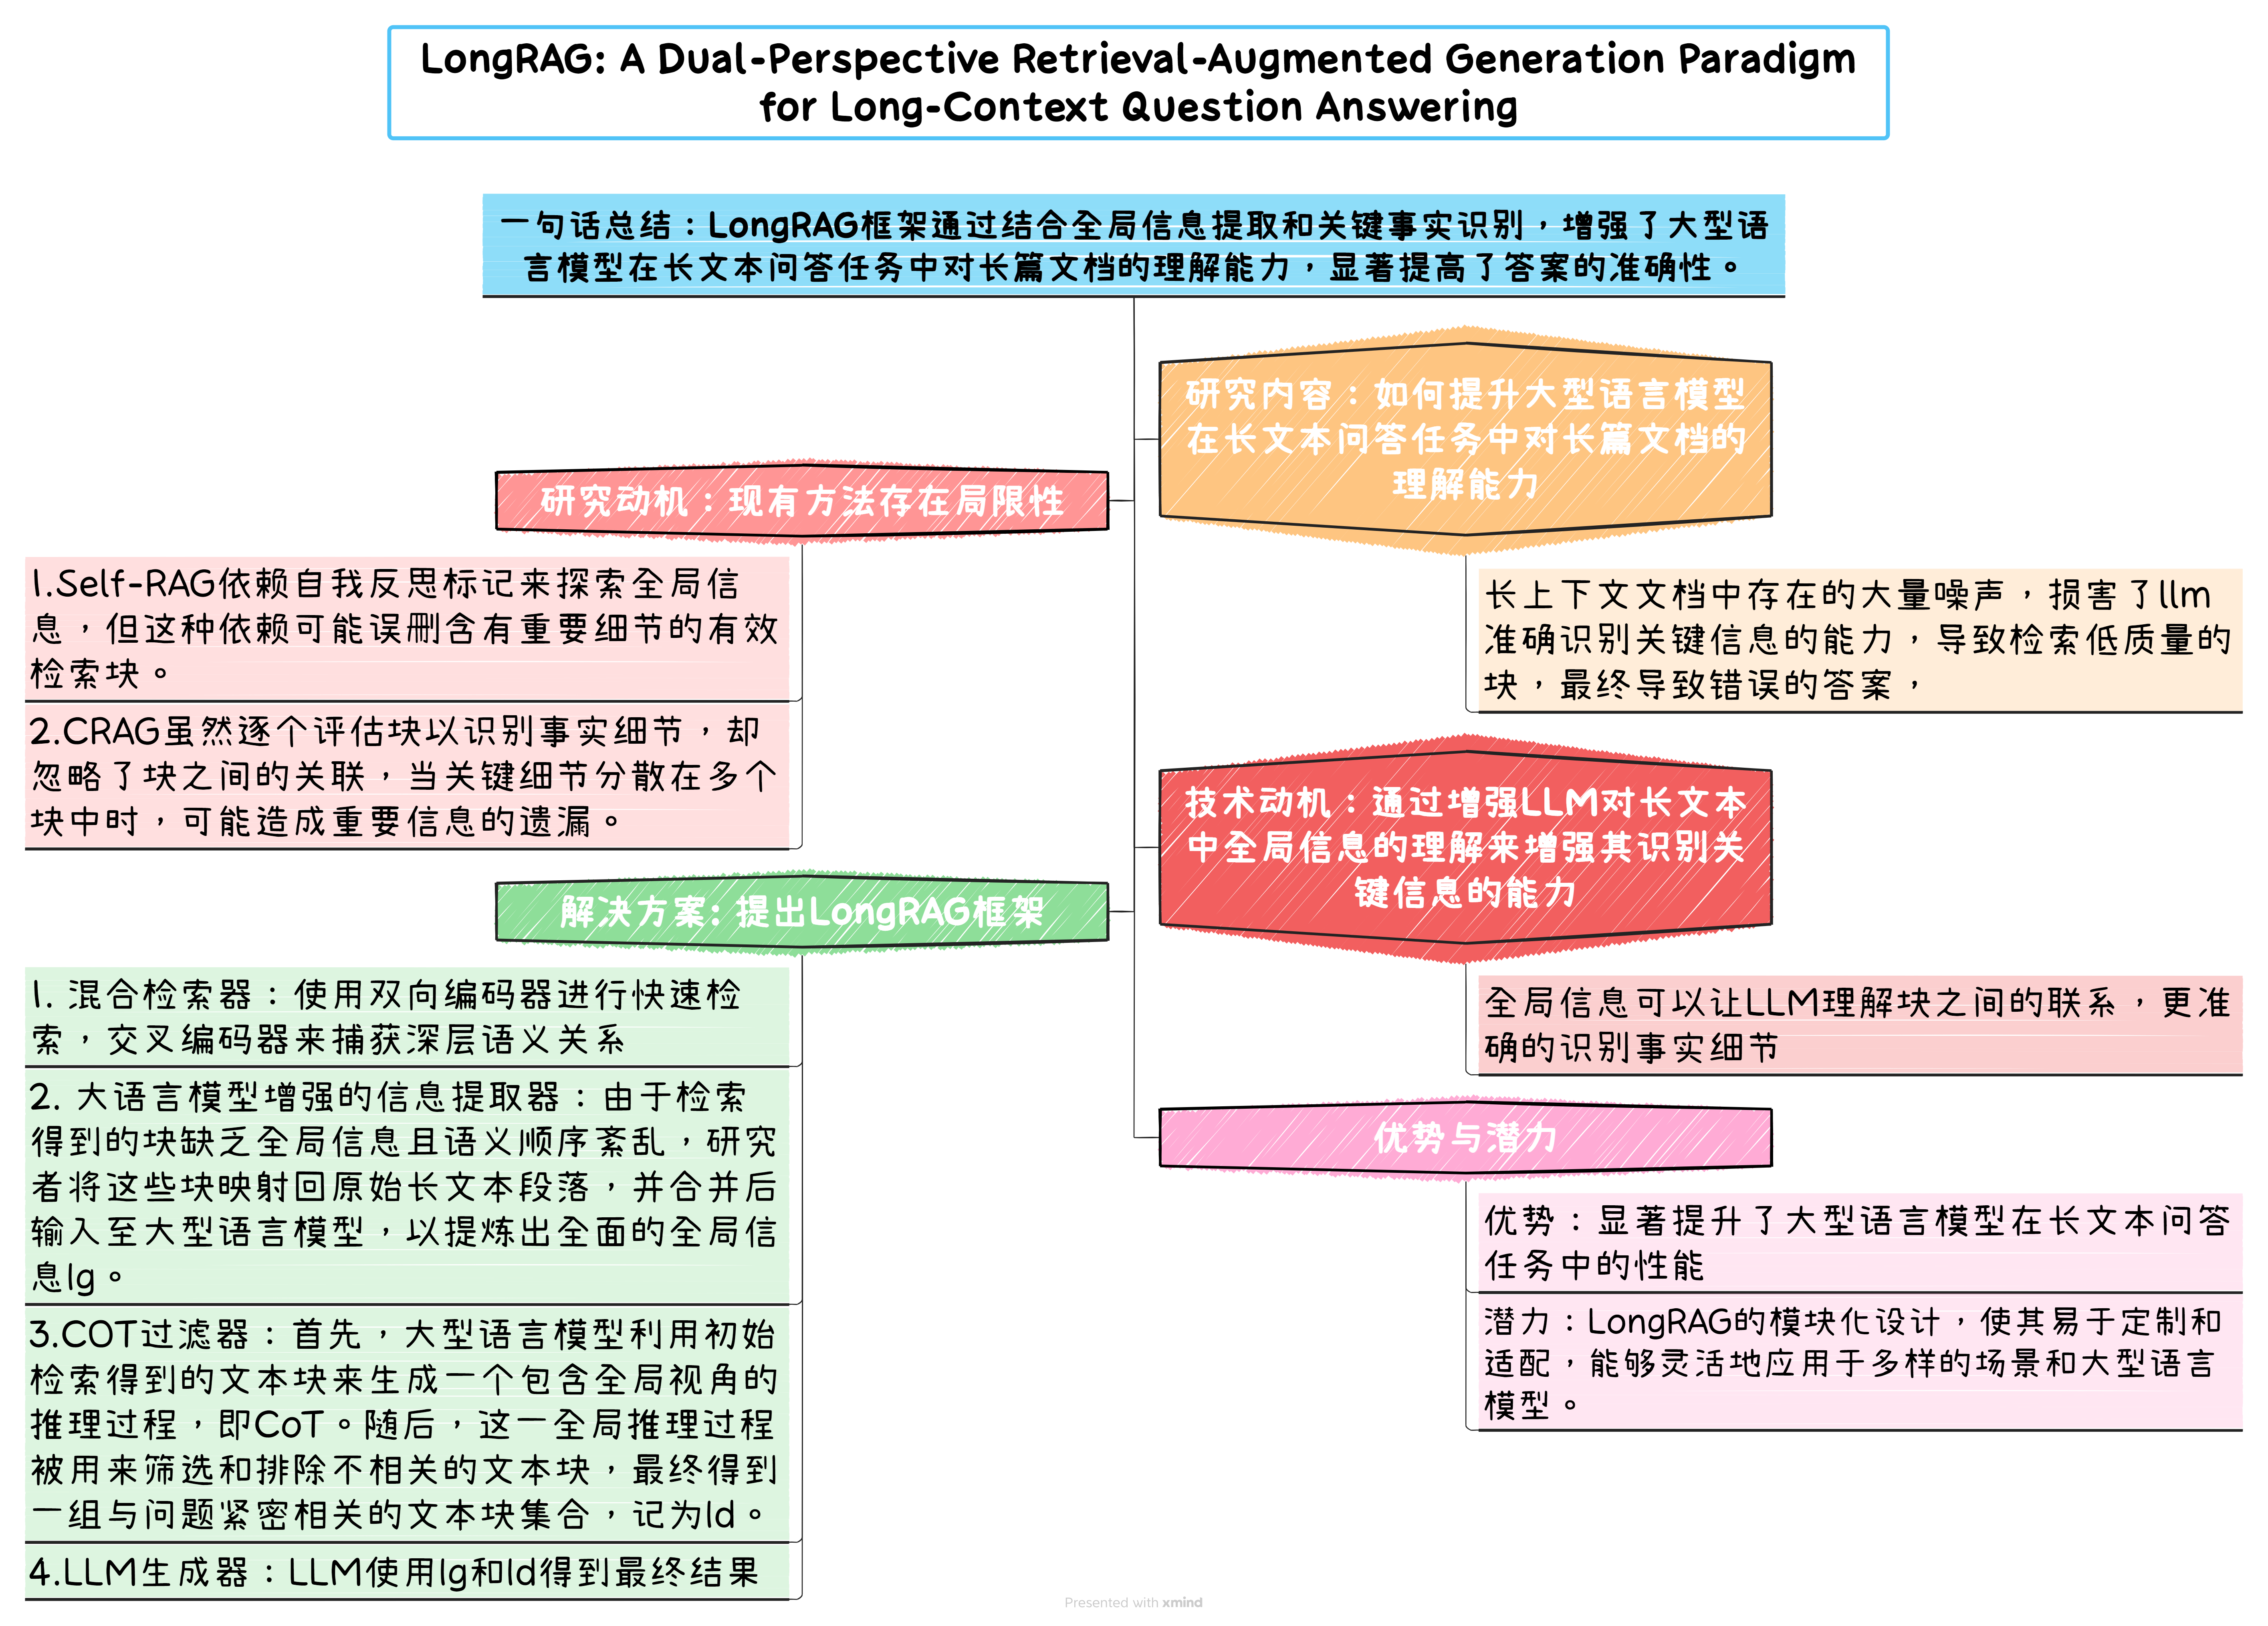 LongRAG: A Dual-Perspective Retrieval-Augmented Generation Paradigm
for Long-Context Question Answering
一句话总结：LongRAG框架通过结合全局信息提取和关键事实识别，增强了大型语
言模型在长文本问答任务中对长篇文档的理解能力，显著提高了答案的准确性。
研究内容：如何提升大型语言模型
在长文本问答任务中对长篇文档的
理解能力
长上下文文档中存在的大量噪声，损害了llm
准确识别关键信息的能力，导致检索低质量的
块，最终导致错误的答案，
研究动机：现有方法存在局限性
1.Self-RAG依赖自我反思标记来探索全局信
息，但这种依赖可能误删含有重要细节的有效
检索块。
2.CRAG虽然逐个评估块以识别事实细节，却
忽略了块之间的关联，当关键细节分散在多个
块中时，可能造成重要信息的遗漏。
技术动机：通过增强LLM对长文本
中全局信息的理解来增强其识别关
键信息的能力
全局信息可以让LLM理解块之间的联系，更准
确的识别事实细节
解决方案: 提出LongRAG框架
1. 混合检索器：使用双向编码器进行快速检
索，交叉编码器来捕获深层语义关系
2. 大语言模型增强的信息提取器：由于检索
得到的块缺乏全局信息且语义顺序紊乱，研究
者将这些块映射回原始长文本段落，并合并后
输入至大型语言模型，以提炼出全面的全局信
息Ig。
3.COT过滤器：首先，大型语言模型利用初始
检索得到的文本块来生成一个包含全局视角的
推理过程，即CoT。随后，这一全局推理过程
被用来筛选和排除不相关的文本块，最终得到
一组与问题紧密相关的文本块集合，记为Id。
4.LLM生成器：LLM使用Ig和Id得到最终结果
优势与潜力
优势：显著提升了大型语言模型在长文本问答
任务中的性能
潜力：LongRAG的模块化设计，使其易于定制和
适配，能够灵活地应用于多样的场景和大型语言
模型。
Presented with xmind